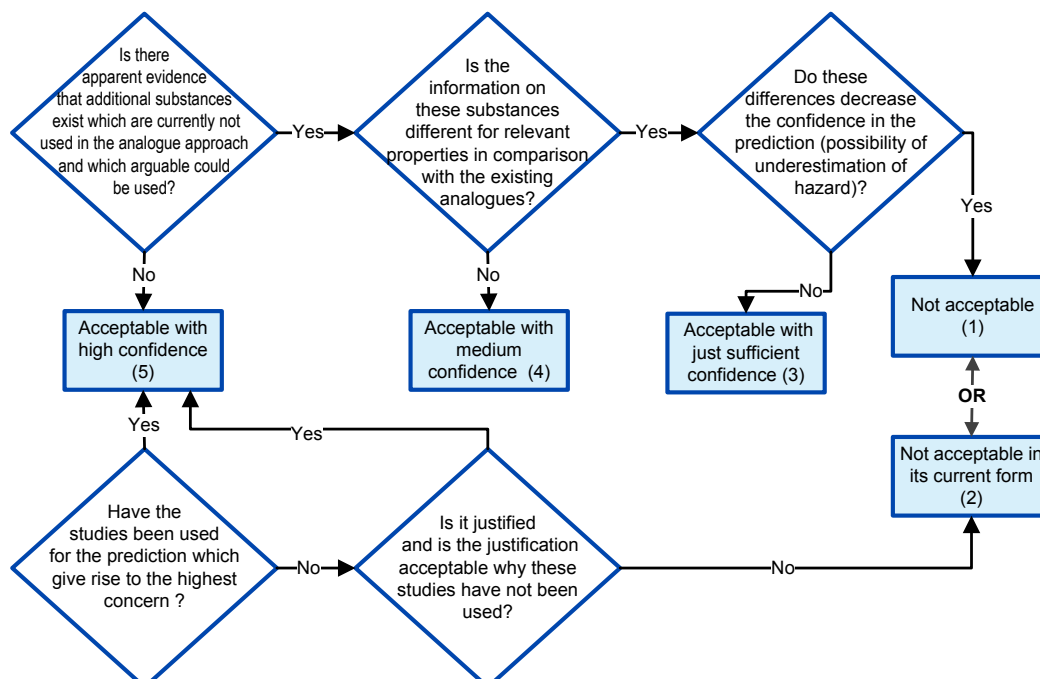 Is there
apparent evidence
that additional substances
exist which are currently not
used in the analogue approach
and which arguable could
be used?
Yes
Is the
information on
these substances
different for relevant
properties in comparison
with the existing
analogues?
Yes
Do these
differences decrease
the confidence in the
prediction (possibility of
underestimation of
hazard)?
Yes
No
No
No
Acceptable with
high confidence
(5)
Acceptable with
medium
confidence (4)
Acceptable with
just sufficient
confidence (3)
Not acceptable
(1)
OR
Not acceptable in
its current form
(2)
Yes
Yes
Have the
studies been used
for the prediction which
give rise to the highest
concern ?
No
Is it justified
and is the justification
acceptable why these
studies have not been
used?
No